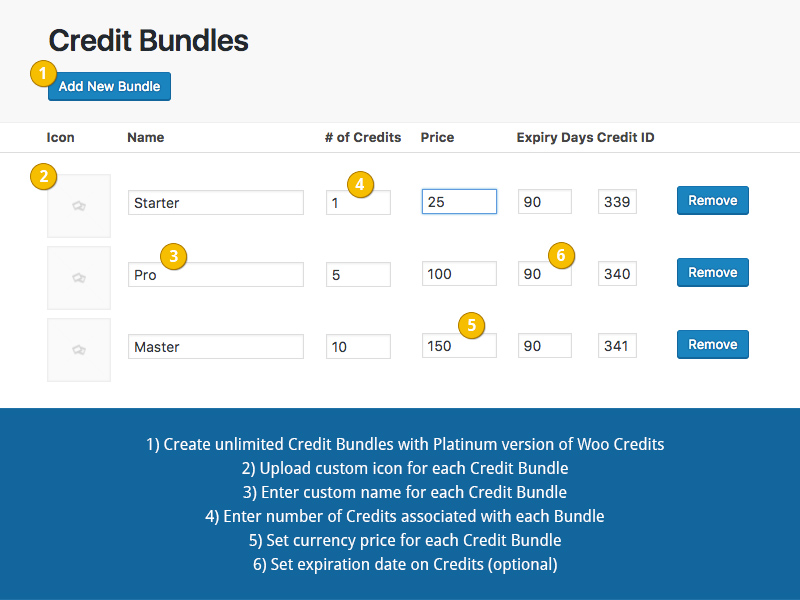 Credit Bundles
1
Add New Bundle
Icon Name # of Credits Price Expiry Days Credit ID
2
4
Starter 1 25 90 339 Remove
3
6
Pro 5 100 90 340 Remove
5
Master 10 150 90 341 Remove
1) Create unlimited Credit Bundles with Platinum version of Woo Credits
2) Upload custom icon for each Credit Bundle
3) Enter custom name for each Credit Bundle
4) Enter number of Credits associated with each Bundle
5) Set currency price for each Credit Bundle
6) Set expiration date on Credits (optional)